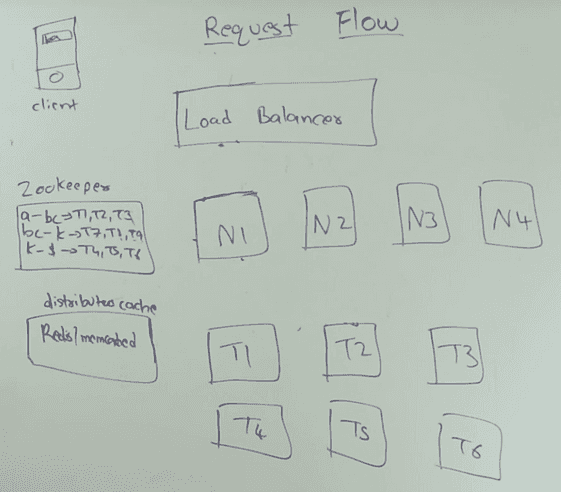 Request Flow
client
Load Balancer
Zookeeper
a-bc→T1,T2,T3
bc-k→T7,T8,T9
k-$→T4,T5,T6
N1
N2
N3
N4
distributed cache
Redis/memcached
T1
T2
T3
T4
T5
T6